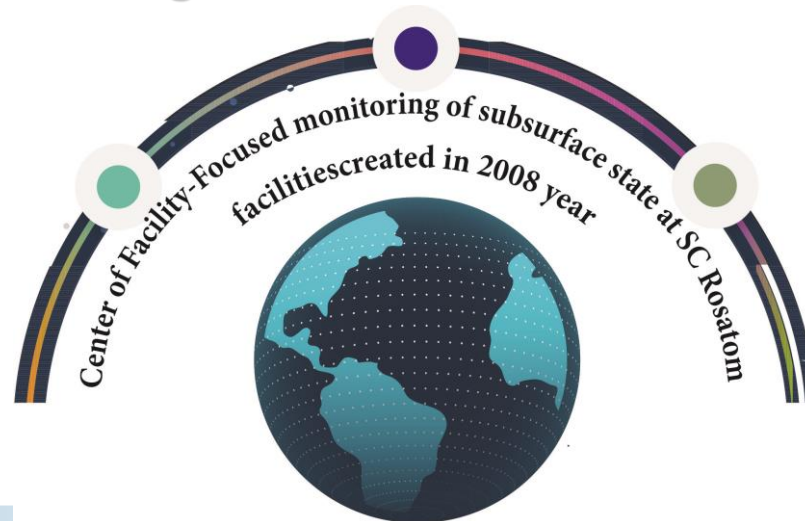 Center of Facility-Focused monitoring of subsurface state at SC Rosatom
facilitiescreated in 2008 year